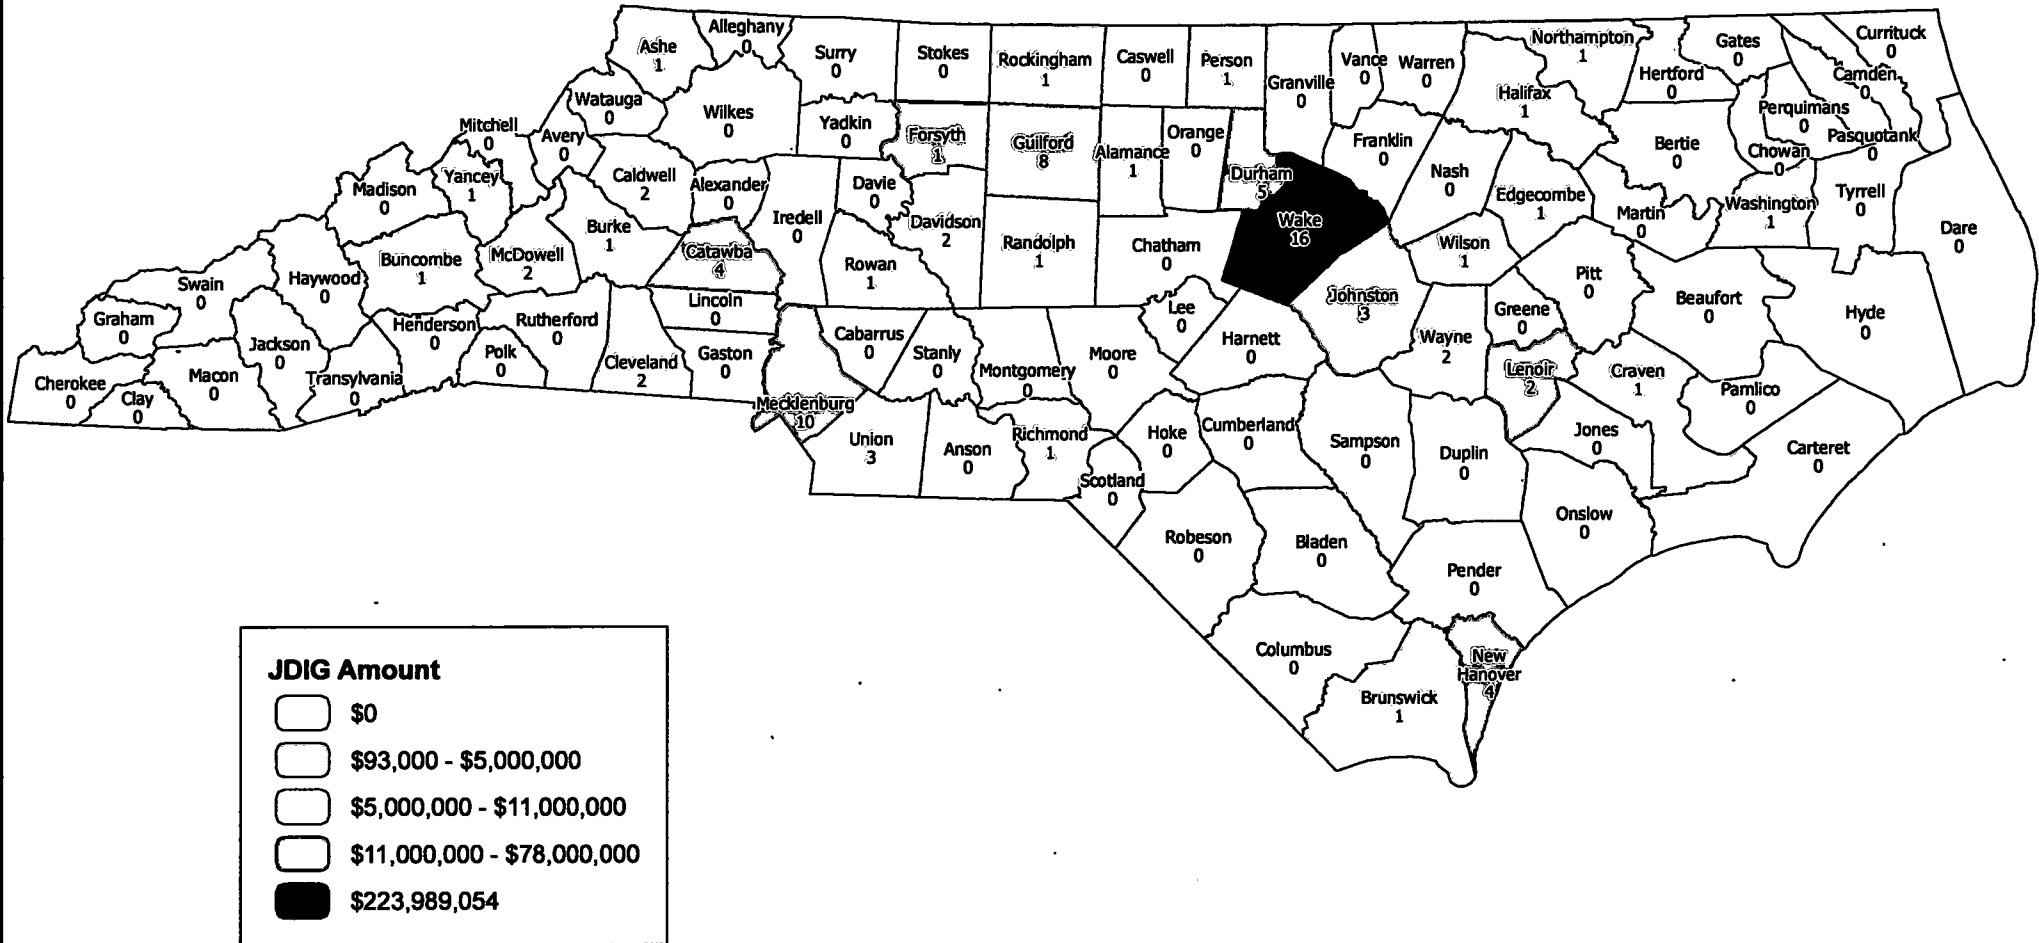 Alleghany
0
Ashe
1
Surry
0
Stokes
0
Rockingham
1
Caswell
0
Person
1
Granville
0
Vance
0
Warren
0
Northampton
1
Hertford
0
Gates
0
Currituck
0
Camden
0
Watauga
0
Wilkes
0
Yadkin
0
Forsyth
1
Guilford
8
Alamance
1
Orange
0
Durham
5
Franklin
0
Halifax
1
Bertie
0
Perquimans
0
Pasquotank
0
Chowan
0
Mitchell
0
Avery
0
Madison
0
Yancey
1
Caldwell
2
Alexander
0
Davie
0
Iredell
0
Davidson
2
Randolph
1
Chatham
0
Wake
16
Nash
0
Edgecombe
1
Martin
0
Washington
1
Tyrrell
0
Dare
0
Burke
1
McDowell
2
Buncombe
1
Haywood
0
Swain
0
Graham
0
Catawba
4
Rowan
1
Lincoln
0
Wilson
1
Pitt
0
Beaufort
0
Hyde
0
Johnston
3
Greene
0
Lee
0
Harnett
0
Wayne
2
Lenoir
2
Craven
1
Pamlico
0
Cherokee
0
Clay
0
Macon
0
Jackson
0
Transylvania
0
Henderson
0
Polk
0
Rutherford
0
Cleveland
2
Gaston
0
Mecklenburg
10
Cabarrus
0
Stanly
0
Montgomery
0
Moore
0
Union
3
Anson
0
Richmond
1
Scotland
0
Hoke
0
Cumberland
0
Sampson
0
Duplin
0
Jones
0
Carteret
0
Onslow
0
Robeson
0
Bladen
0
Pender
0
Columbus
0
Brunswick
1
New
Hanover
4
JDIG Amount
$0
$93,000 - $5,000,000
$5,000,000 - $11,000,000
$11,000,000 - $78,000,000
$223,989,054